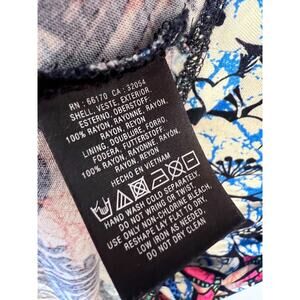 RN : 66170 CA : 32054
SHELL, VESTE, EXTERIOR,
ESTERNO, OBERSTOFF:
100% RAYON, RAYONNE, RAYÓN,
RAYON, RAYON
LINING, DOUBLURE, FORRO,
FODERA, FUTTERSTOFF:
100% RAYON, RAYONNE, RAYÓN,
RAYON, RAYON
HECHO EN VIETNAM
HAND WASH COLD SEPARATELY.
DO NOT WRING OR TWIST.
USE ONLY NON-CHLORINE BLEACH.
RESHAPE LAY FLAT TO DRY.
LOW IRON AS NEEDED.
DO NOT DRY CLEAN